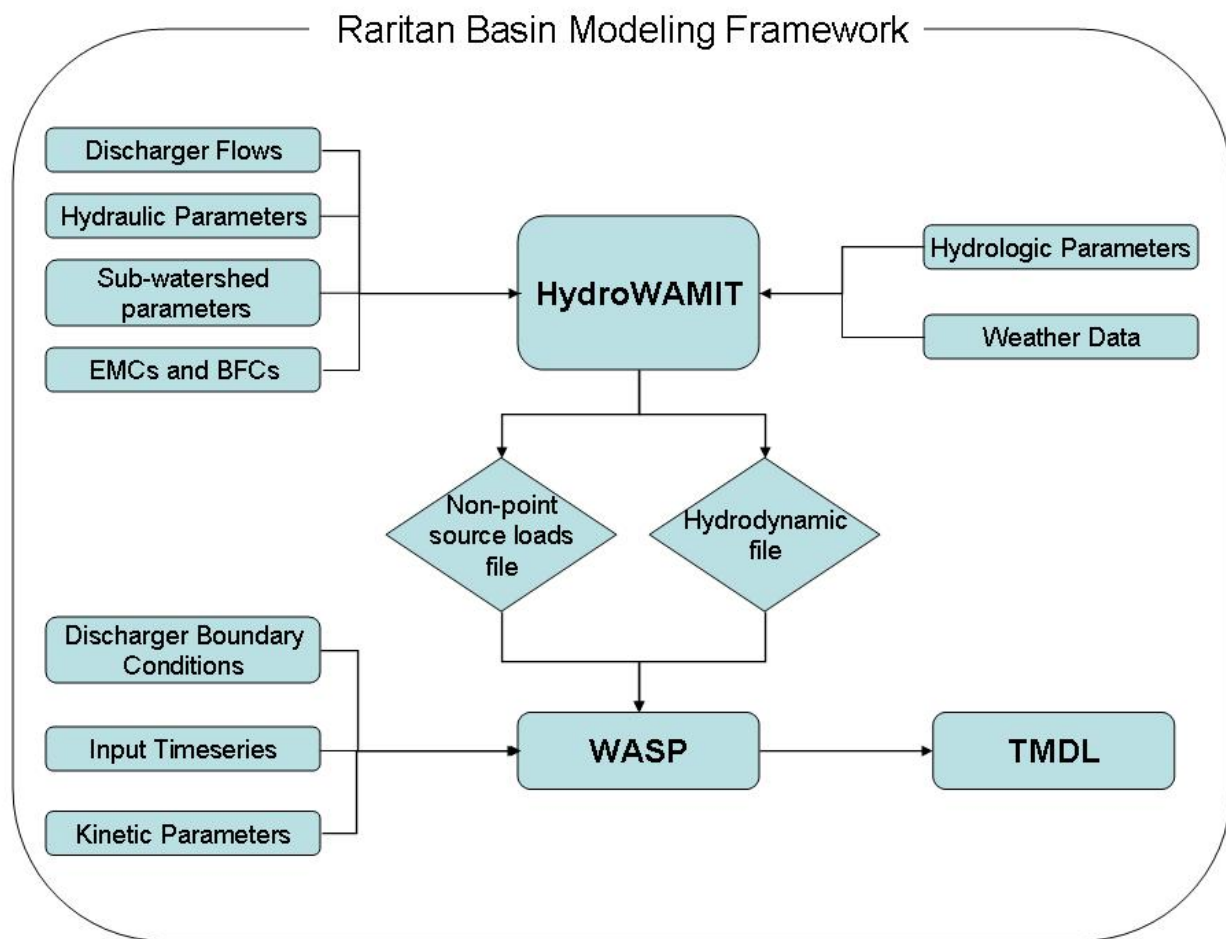 Raritan Basin Modeling Framework
Discharger Flows
Hydraulic Parameters
Sub-watershed
parameters
EMCs and BFCs
HydroWAMIT
Hydrologic Parameters
Weather Data
Non-point
source loads
file
Hydrodynamic
file
Discharger Boundary
Conditions
Input Timeseries
Kinetic Parameters
WASP
TMDL